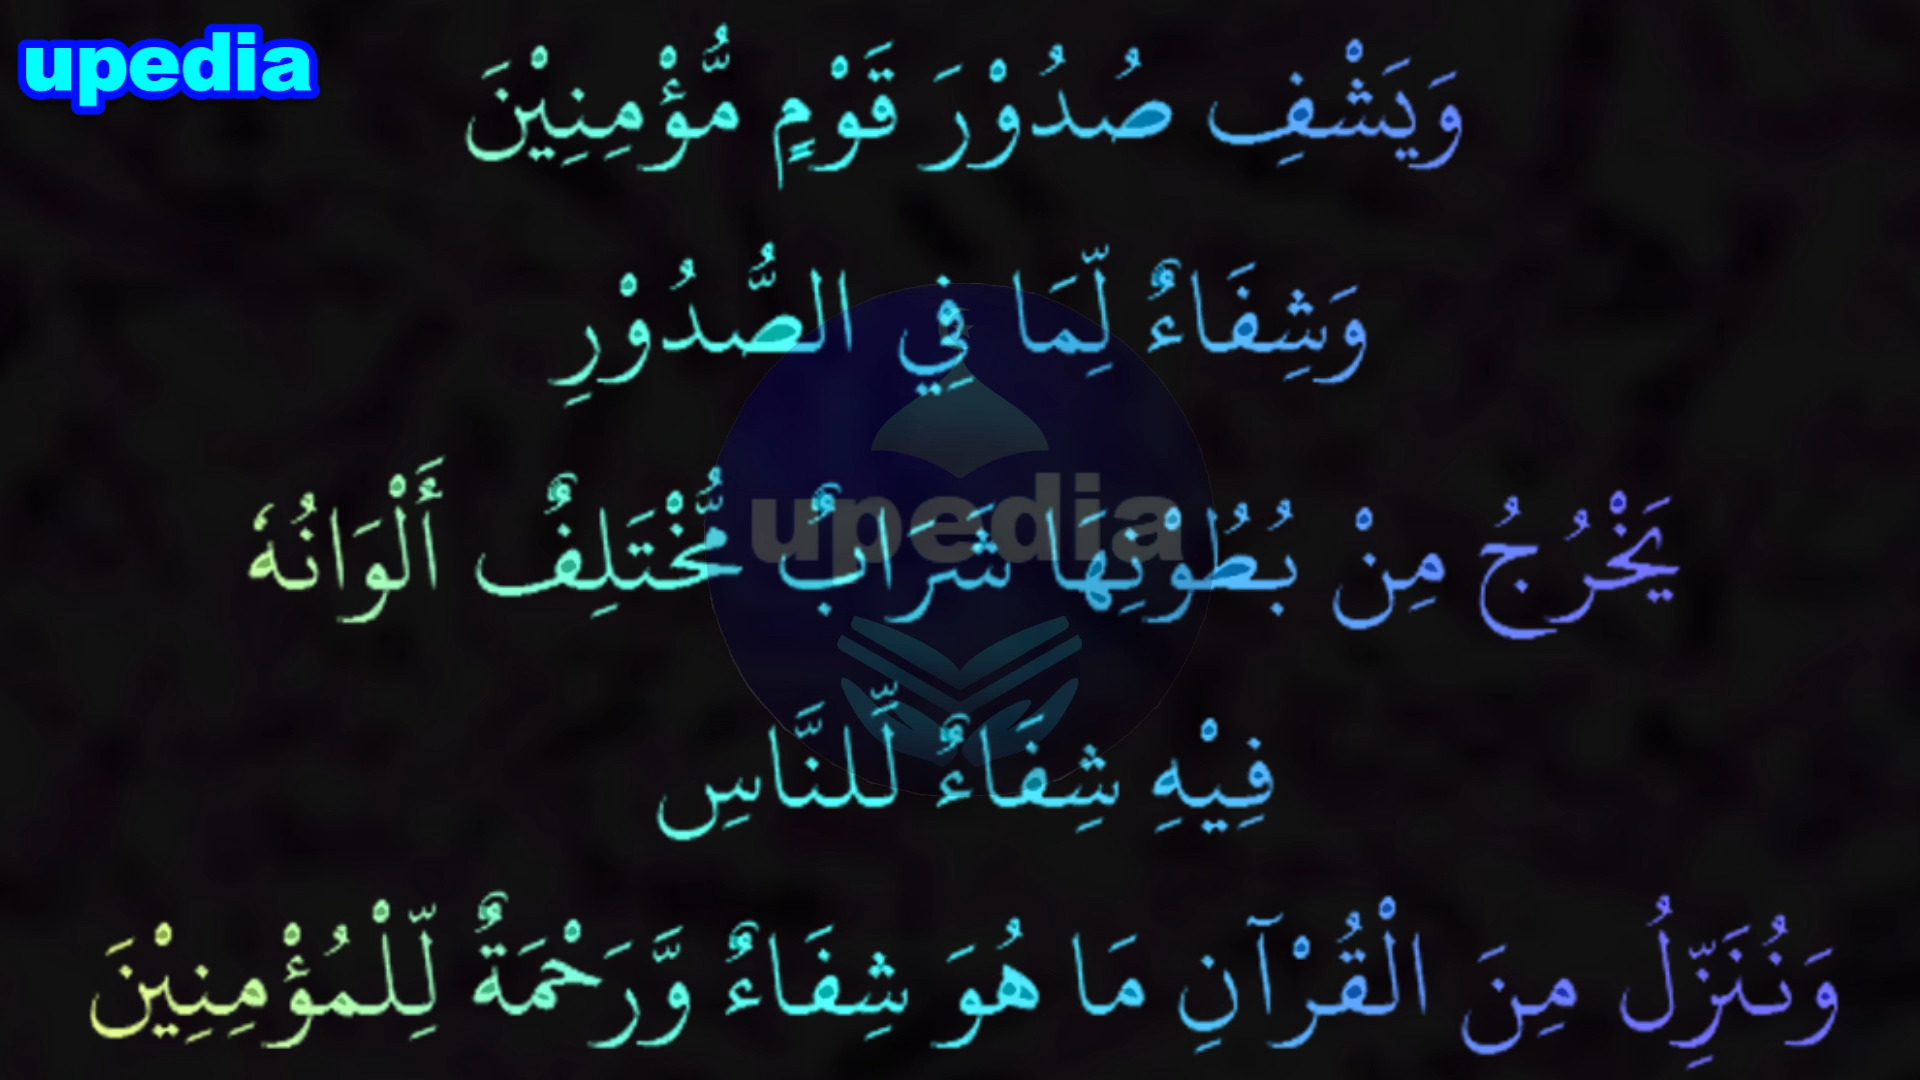 upedia
وَيَشْفِ صُدُوْرَ قَوْمٍ مُّؤْمِنِيْنَ
وَشِفَاءٌ لِّمَا فِي الصُّدُوْرِ
يَخْرُجُ مِنْ بُطُوْنِهَا شَرَابٌ مُّخْتَلِفٌ أَلْوَانُهٗ
upedia
فِيْهِ شِفَاءٌ لِّلنَّاسِ
وَنُنَزِّلُ مِنَ الْقُرْآنِ مَا هُوَ شِفَاءٌ وَّرَحْمَةٌ لِّلْمُؤْمِنِيْنَ